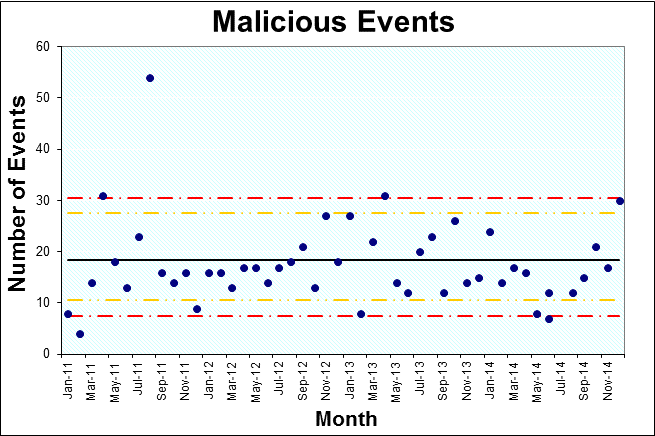 Malicious Events
Number of Events
60
50
40
30
20
10
0
Jan-11
Mar-11
May-11
Jul-11
Sep-11
Nov-11
Jan-12
Mar-12
May-12
Jul-12
Sep-12
Nov-12
Jan-13
Mar-13
May-13
Jul-13
Sep-13
Nov-13
Jan-14
Mar-14
May-14
Jul-14
Sep-14
Nov-14
Month